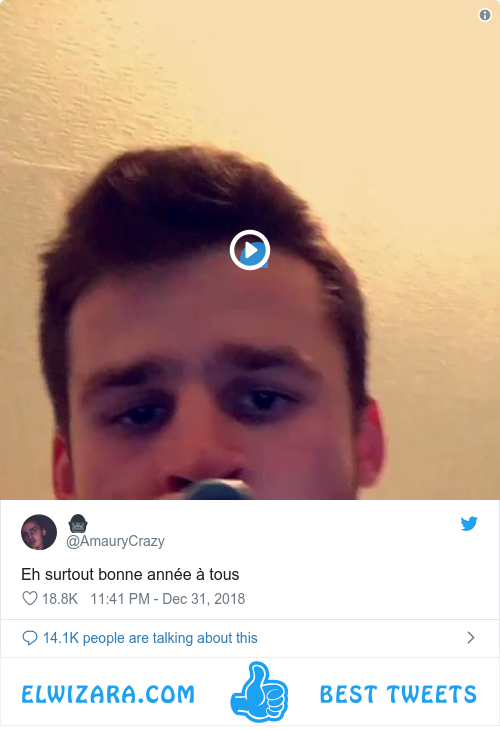 @AmauryCrazy
Eh surtout bonne année à tous
18.8K 11:41 PM - Dec 31, 2018
14.1K people are talking about this
ELWIZARA.COM BEST TWEETS